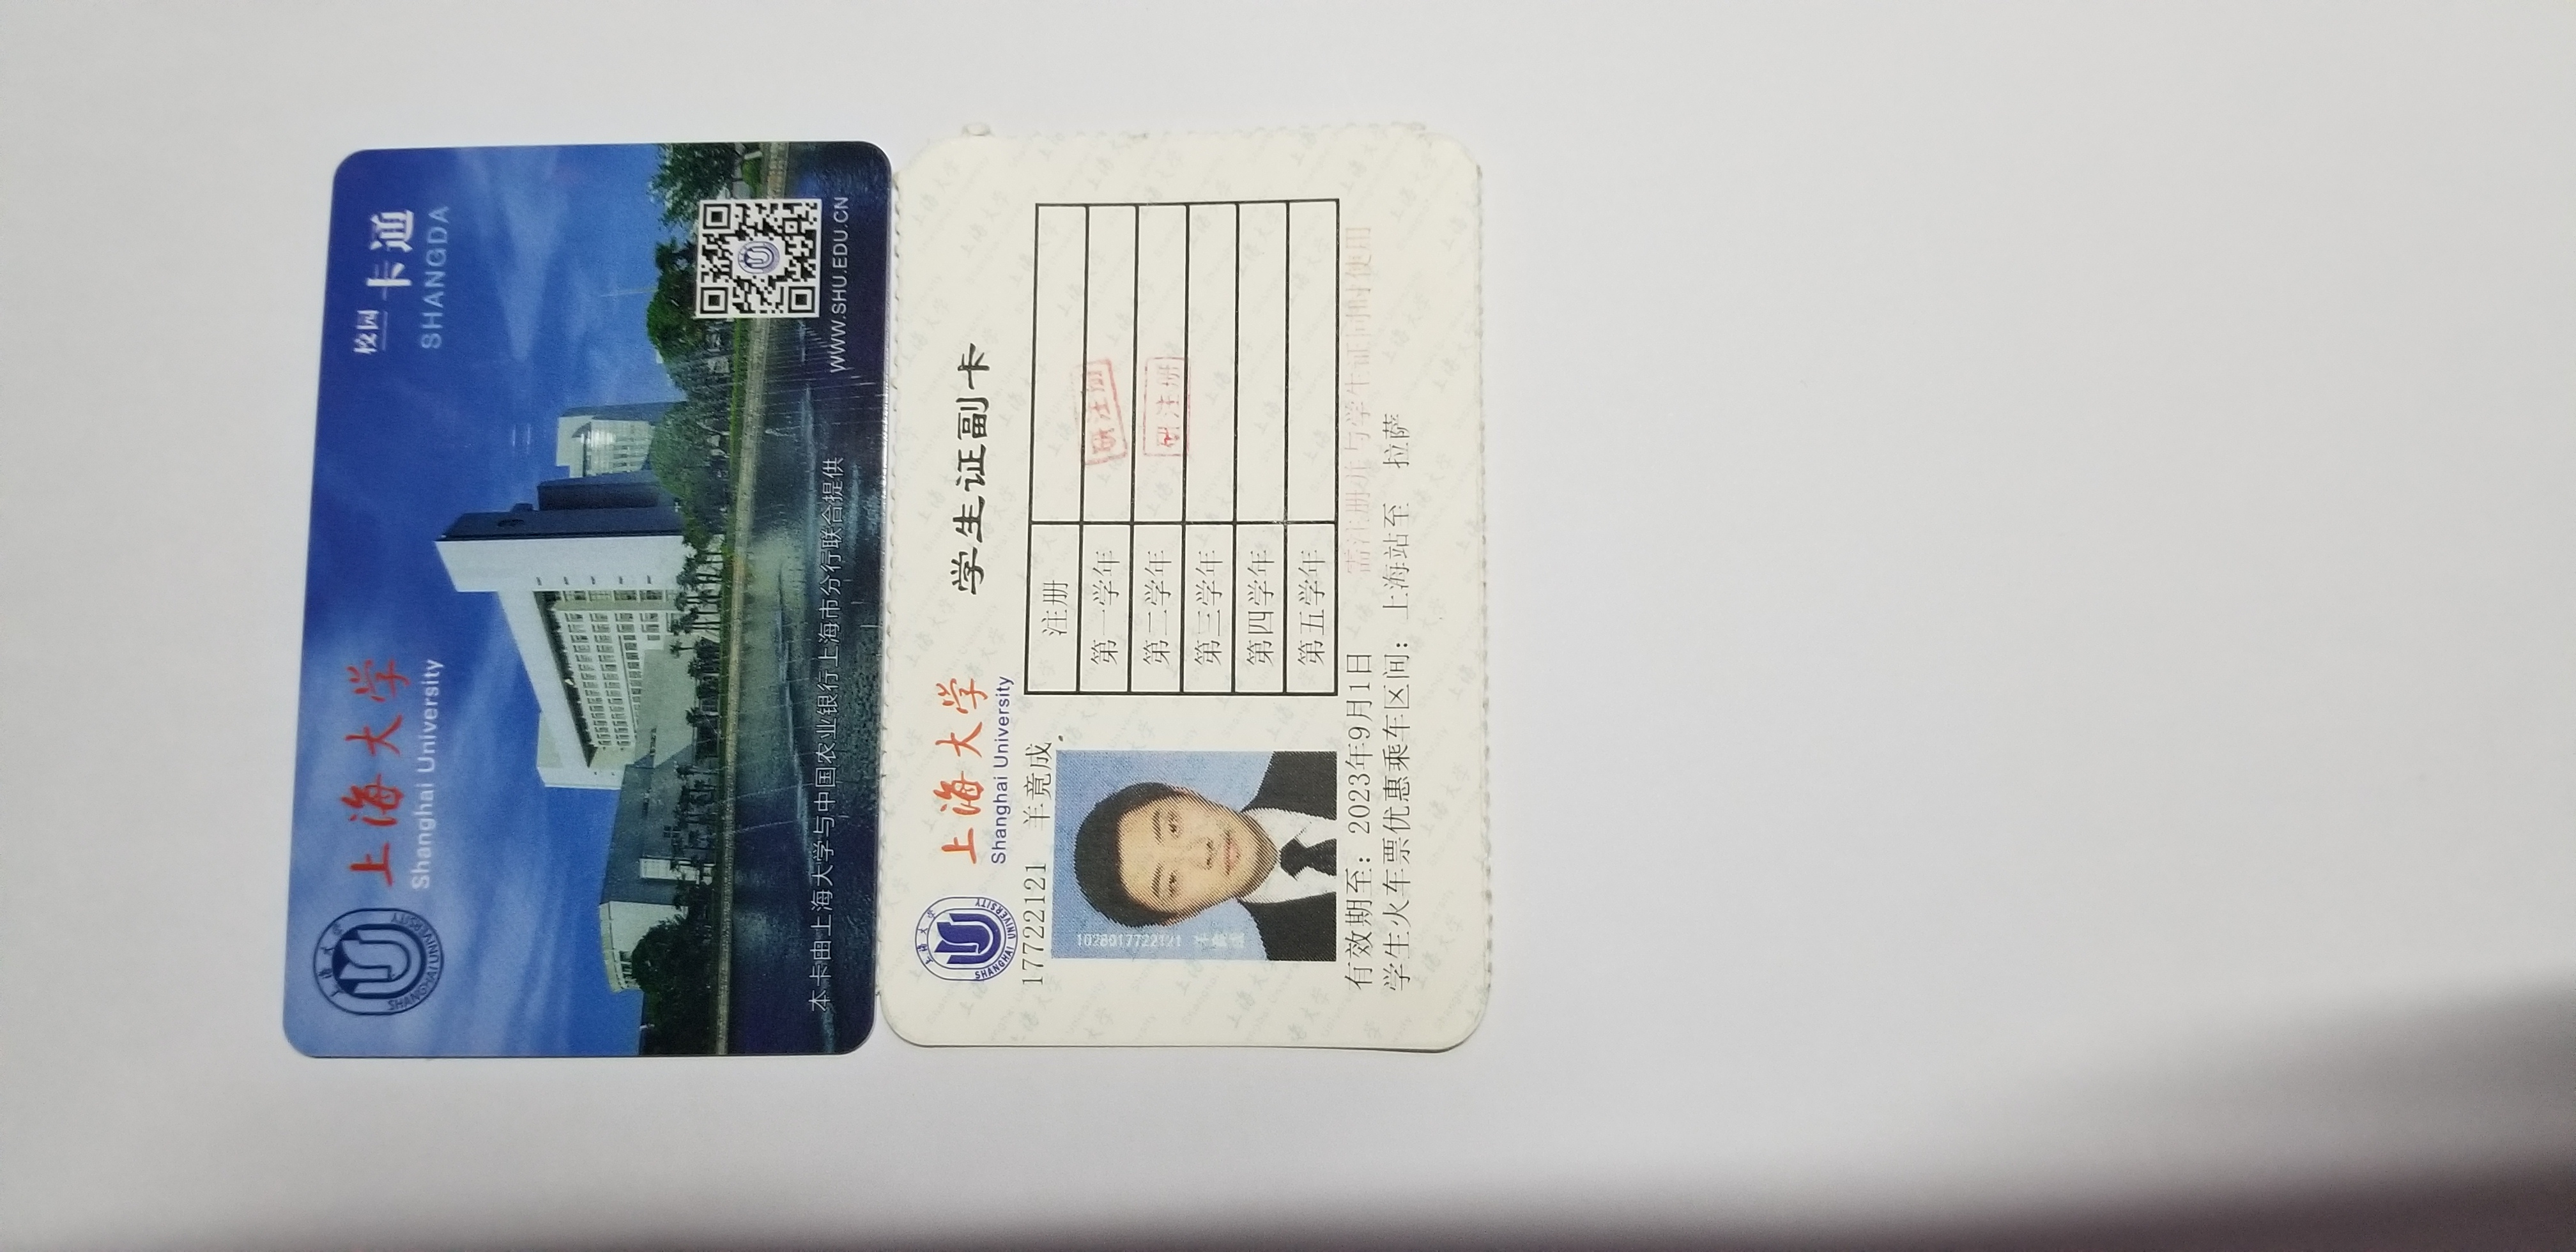 上海大学
SHANGHAI UNIVERSITY
上海大学
Shanghai University
校园一卡通
SHANGDA
本卡由上海大学与中国农业银行上海市分行联合提供
WWW.SHU.EDU.CN
上海大学
SHANGHAI UNIVERSITY
上海大学 学生证副卡
Shanghai University
17722121 羊竟成
注册
第一学年 研注册
第二学年 研注册
第三学年
第四学年
第五学年
有效期至：2023年9月1日 需注册并与学生证同时使用
学生火车票优惠乘车区间：上海站至 拉萨